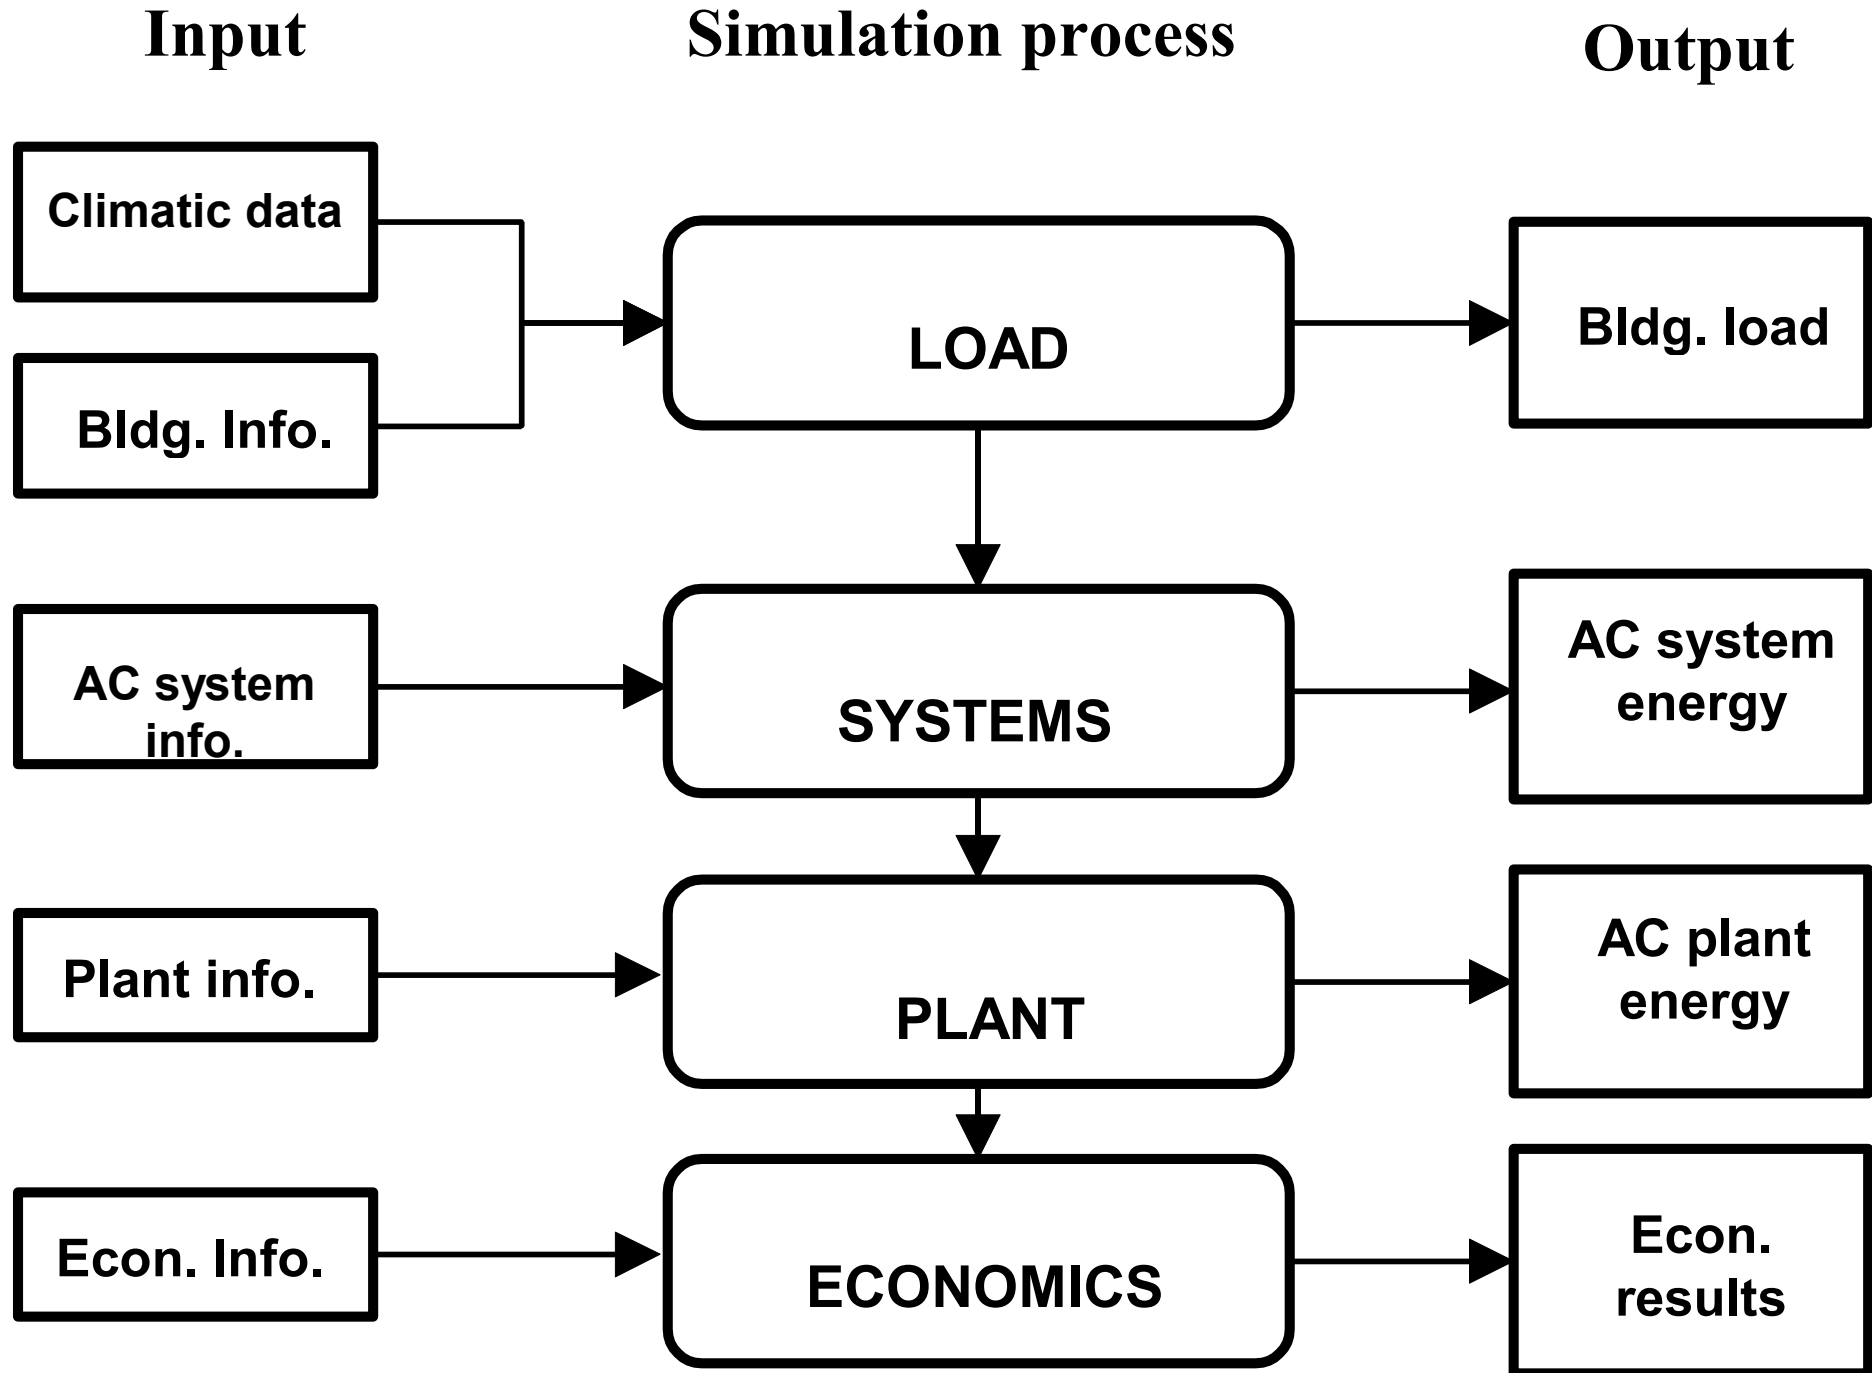 Input
Simulation process
Output
Climatic data
LOAD
Bldg. load
Bldg. Info.
AC system
info.
SYSTEMS
AC system
energy
Plant info.
PLANT
AC plant
energy
Econ. Info.
ECONOMICS
Econ.
results